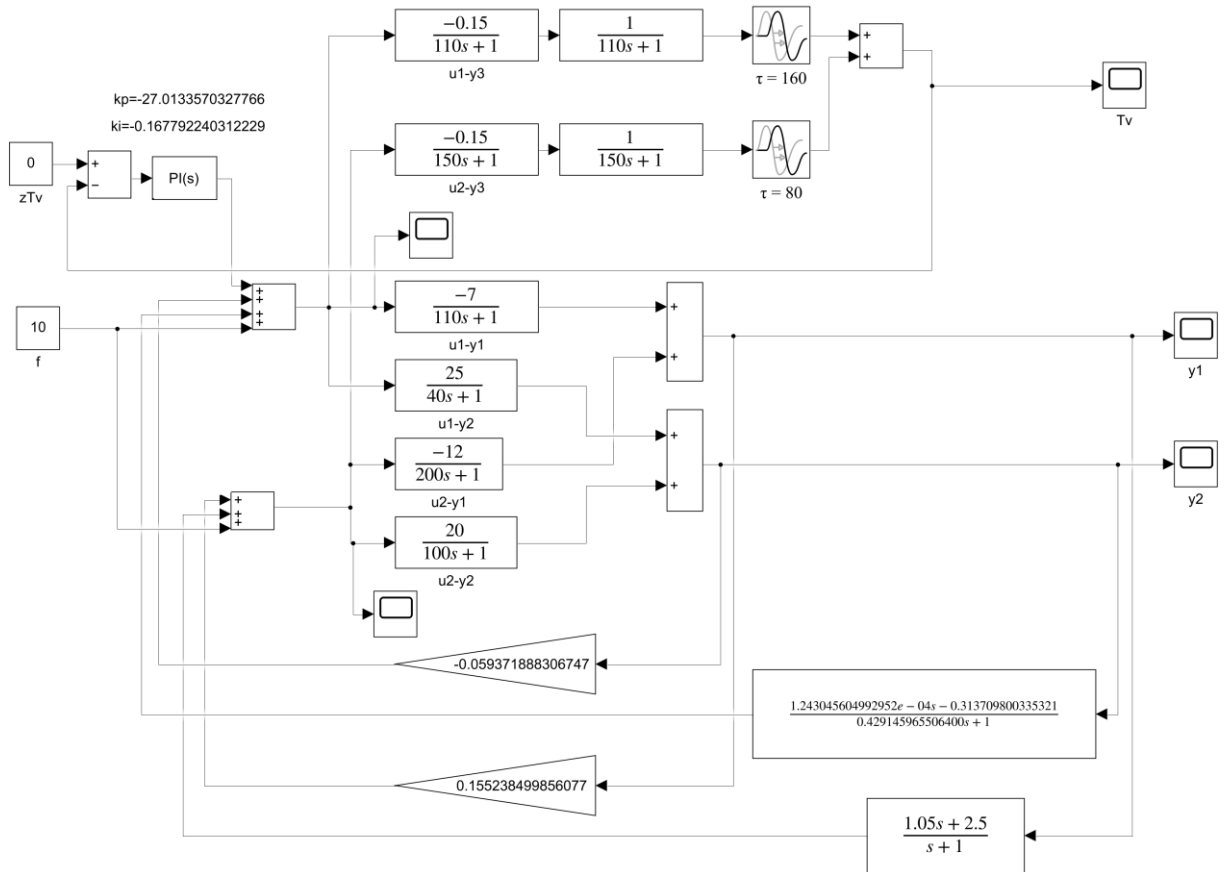 −0.15
110s + 1
u1-y3
1
110s + 1
τ = 160
+
+
Tv
kp=-27.0133570327766
ki=-0.167792240312229
−0.15
150s + 1
u2-y3
1
150s + 1
τ = 80
0
zTv
+
−
PI(s)
+
+
+
+
10
f
−7
110s + 1
u1-y1
+
+
y1
25
40s + 1
u1-y2
+
+
y2
−12
200s + 1
u2-y1
+
+
+
20
100s + 1
u2-y2
-0.059371888306747
1.243045604992952e − 04s − 0.313709800335321
0.429145965506400s + 1
0.155238499856077
1.05s + 2.5
s + 1